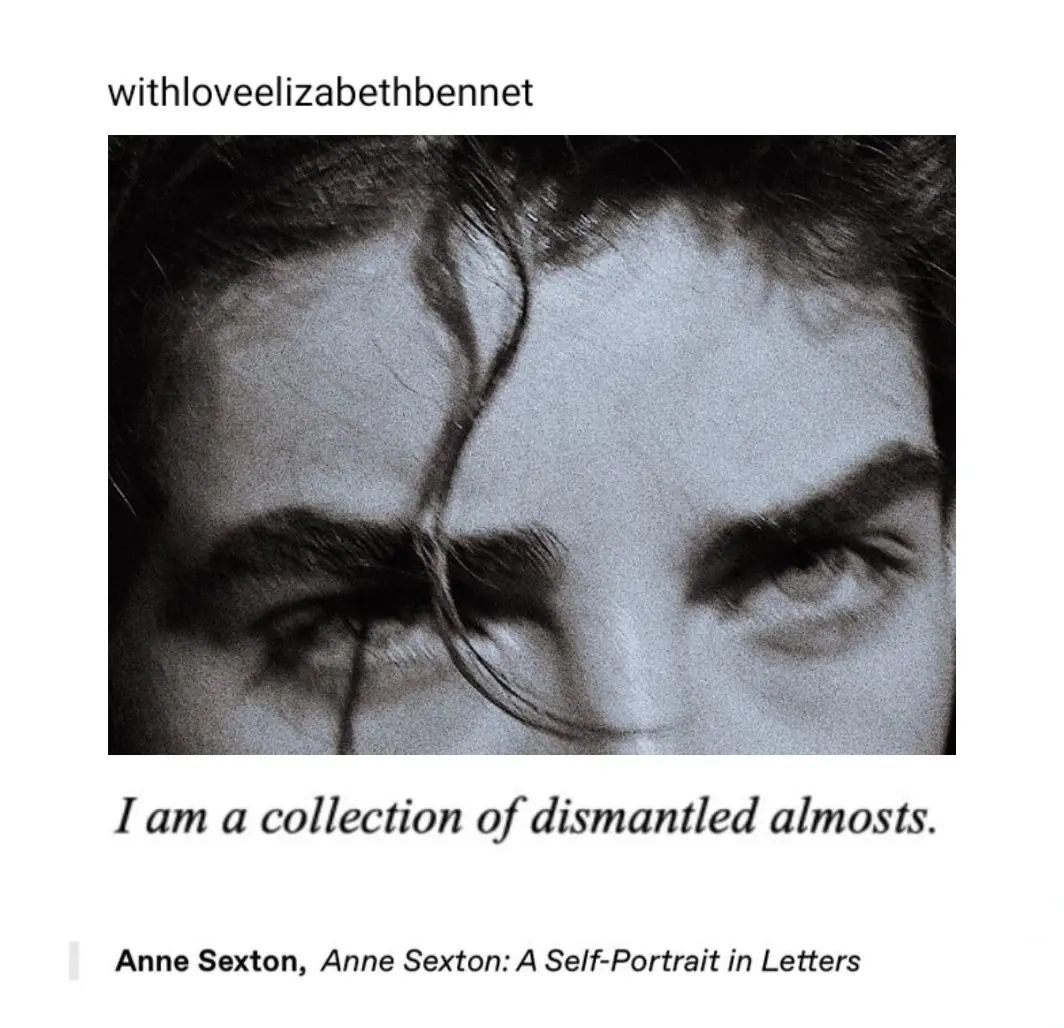 withloveelizabethbennet
I am a collection of dismantled almosts.
Anne Sexton, Anne Sexton: A Self-Portrait in Letters